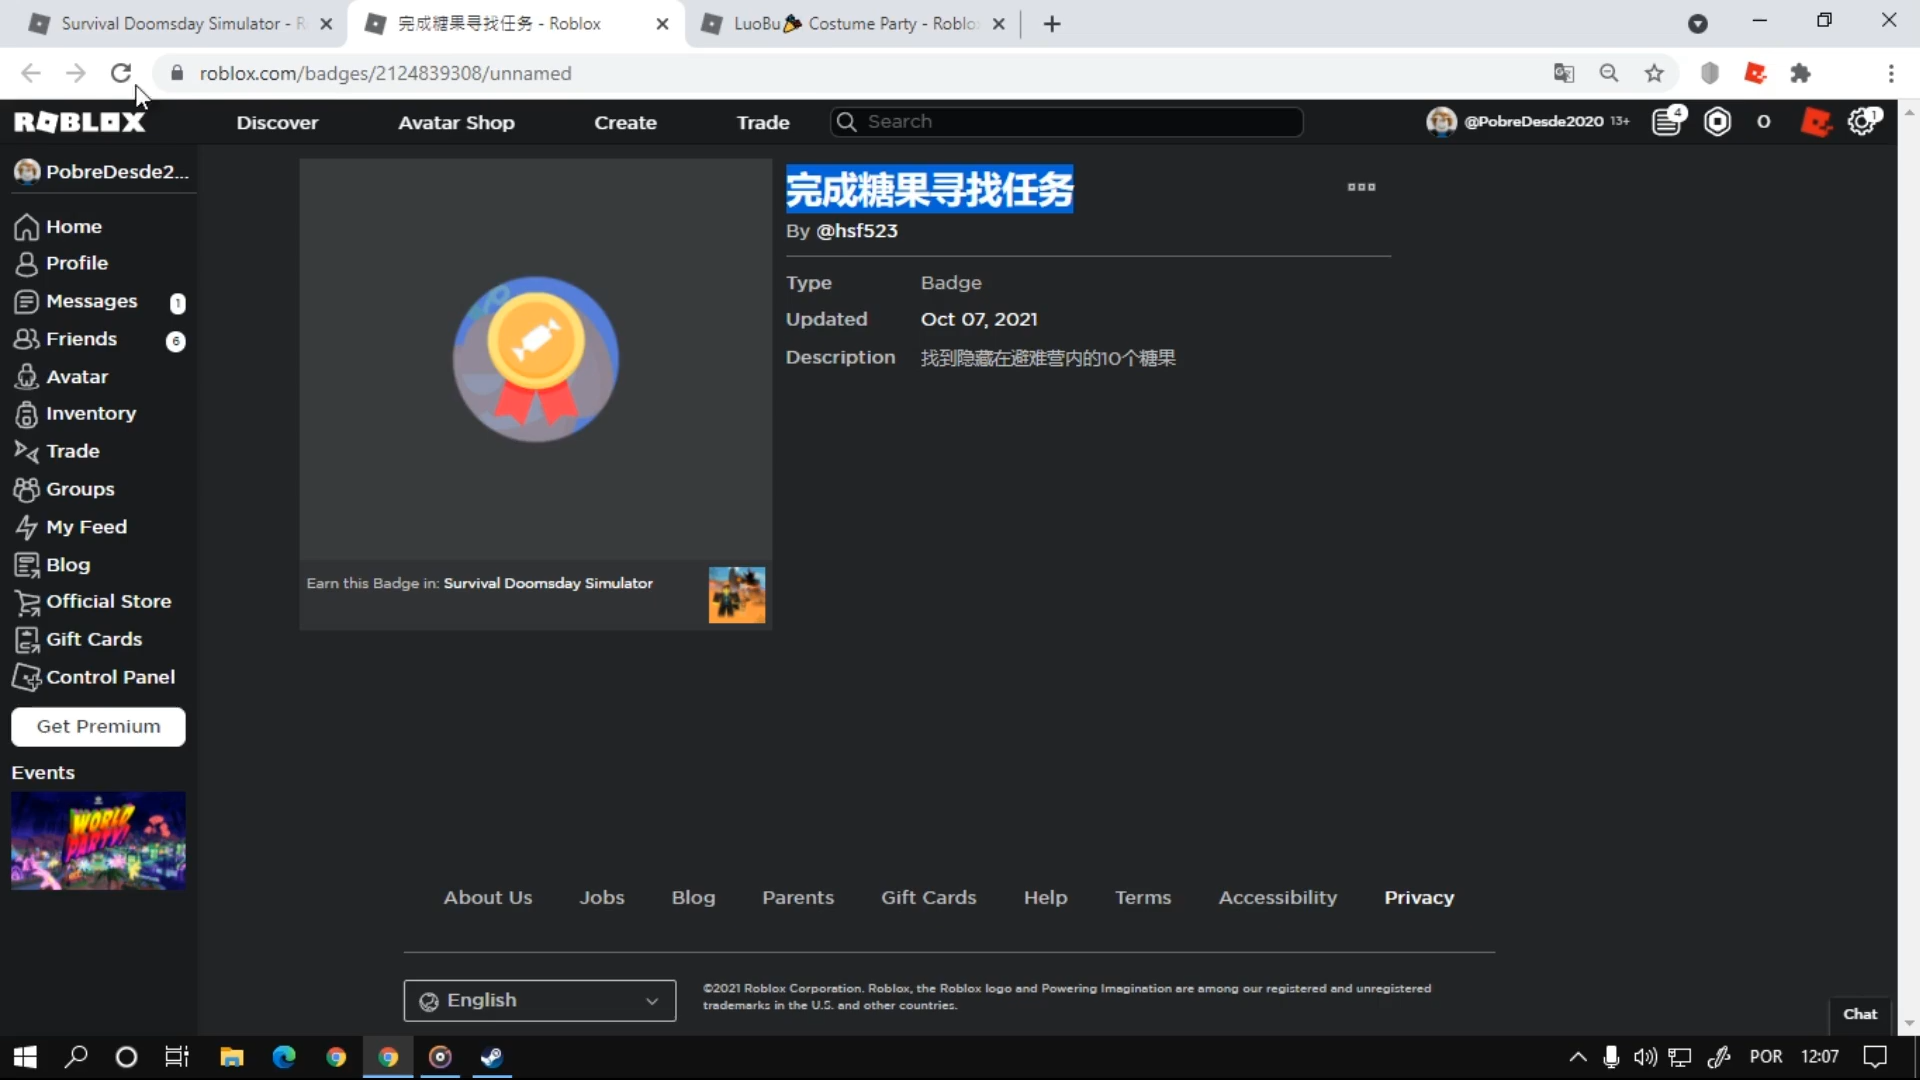 Survival Doomsday Simulator - R
完成糖果寻找任务 - Roblox
LuoBu Costume Party - Roblo
roblox.com/badges/2124839308/unnamed
ROBLOX
Discover
Avatar Shop
Create
Trade
Search
@PobreDesde2020 13+
4
0
1
PobreDesde2...
Home
Profile
Messages 1
Friends 6
Avatar
Inventory
Trade
Groups
My Feed
Blog
Official Store
Gift Cards
Control Panel
Get Premium
Events
WORLD
PARTY!
完成糖果寻找任务
By @hsf523
Type Badge
Updated Oct 07, 2021
Description 找到隐藏在避难营内的10个糖果
Earn this Badge in: Survival Doomsday Simulator
About Us Jobs Blog Parents Gift Cards Help Terms Accessibility Privacy
English
©2021 Roblox Corporation. Roblox, the Roblox logo and Powering Imagination are among our registered and unregistered
trademarks in the U.S. and other countries.
Chat
POR 12:07